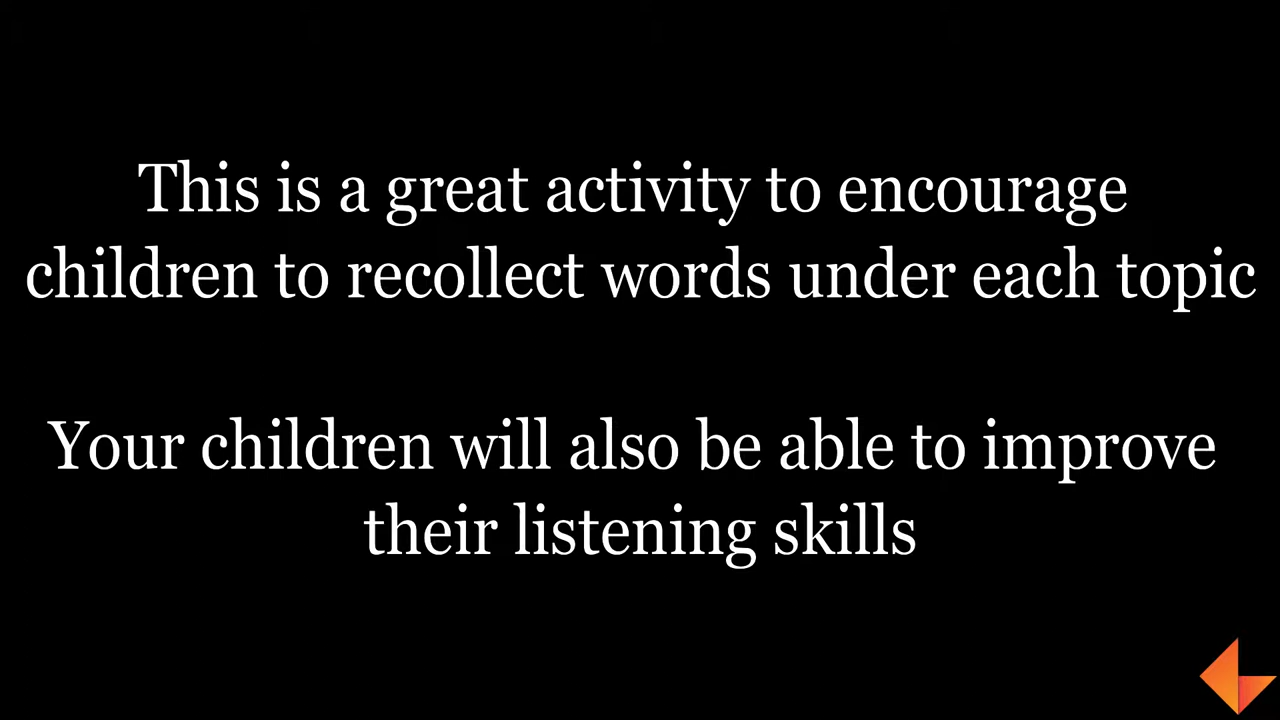 This is a great activity to encourage
children to recollect words under each topic
Your children will also be able to improve
their listening skills